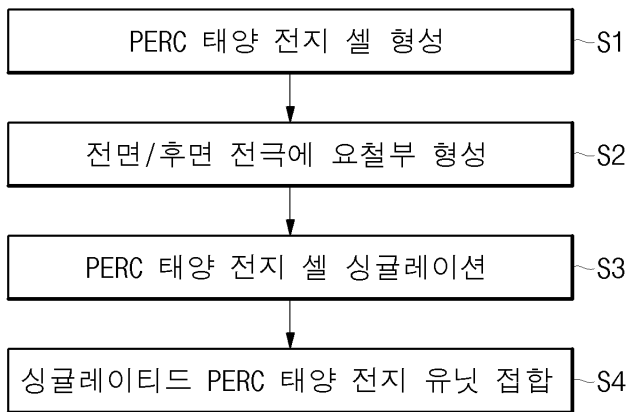 PERC 태양 전지 셀 형성 S1
전면/후면 전극에 요철부 형성 S2
PERC 태양 전지 셀 싱귤레이션 S3
싱귤레이티드 PERC 태양 전지 유닛 접합 S4